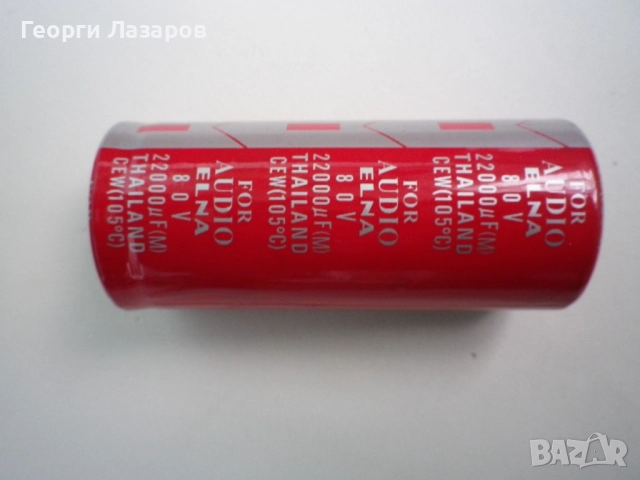 Георги Лазаров
FOR
AUDIO
ELNA
80V
22000µF(M)
THAILAND
CEW(105°C)
FOR
AUDIO
ELNA
80V
22000µF(M)
THAILAND
CEW(105°C)
FOR
AUDIO
ELNA
80V
22000µF(M)
THAILAND
CEW(105°C)
BAZAR